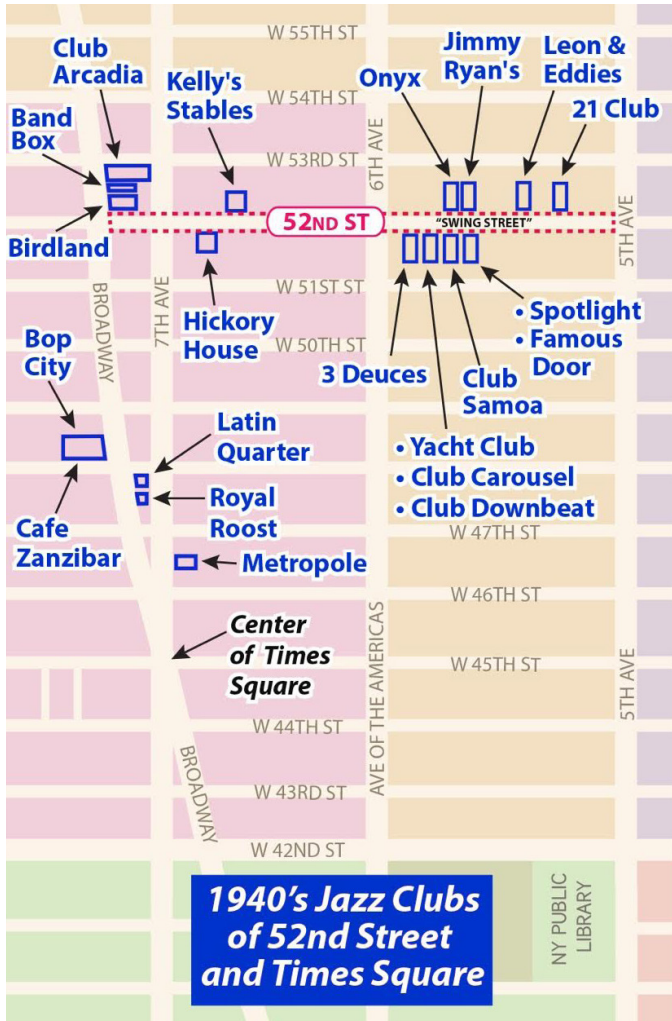 W 55TH ST
Club
Arcadia
Kelly's
Stables
Onyx
Jimmy
Ryan's
Leon &
Eddies
21 Club
W 54TH ST
Band
Box
W 53RD ST
6TH AVE
Birdland
52ND ST
"SWING STREET"
5TH AVE
W 51ST ST
BROADWAY
7TH AVE
Hickory
House
W 50TH ST
3 Deuces
Club
Samoa
• Spotlight
• Famous
Door
Bop
City
Latin
Quarter
• Yacht Club
• Club Carousel
• Club Downbeat
Cafe
Zanzibar
Royal
Roost
W 47TH ST
Metropole
W 46TH ST
Center
of Times
Square
W 45TH ST
AVE OF THE AMERICAS
5TH AVE
W 44TH ST
BROADWAY
W 43RD ST
W 42ND ST
1940's Jazz Clubs
of 52nd Street
and Times Square
NY PUBLIC
LIBRARY